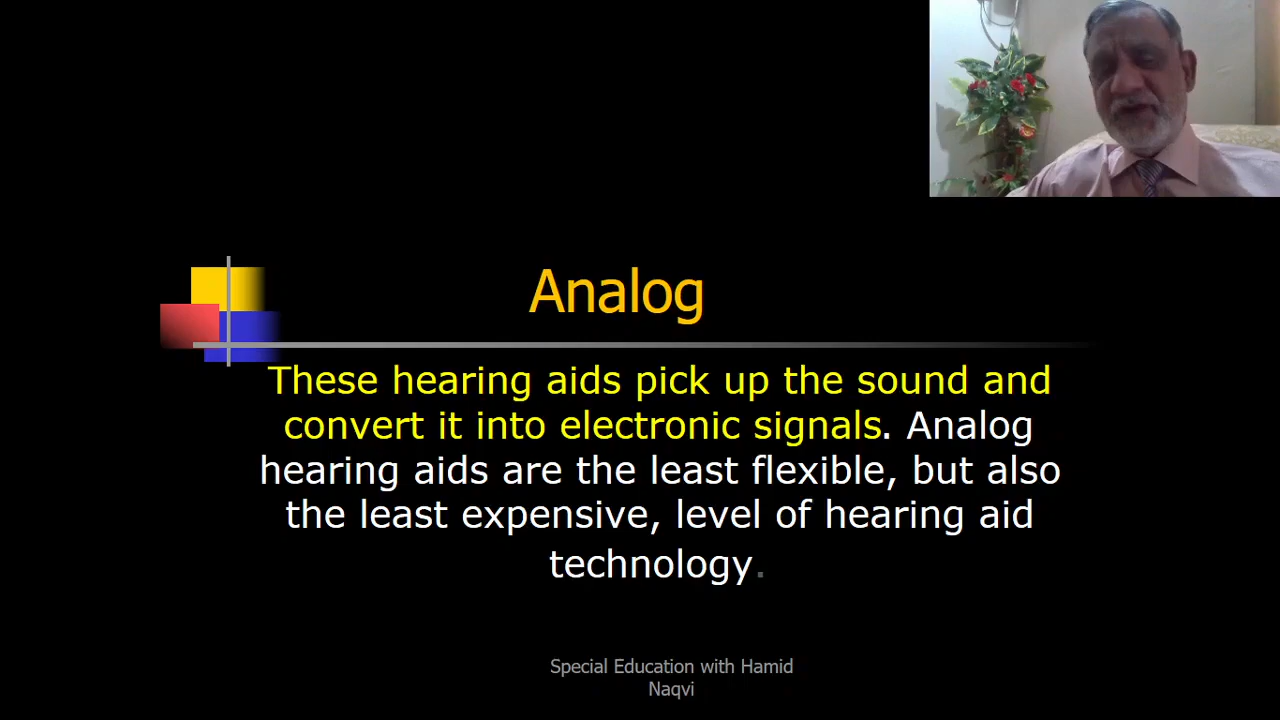 Analog
These hearing aids pick up the sound and
convert it into electronic signals. Analog
hearing aids are the least flexible, but also
the least expensive, level of hearing aid
technology.
Special Education with Hamid
Naqvi